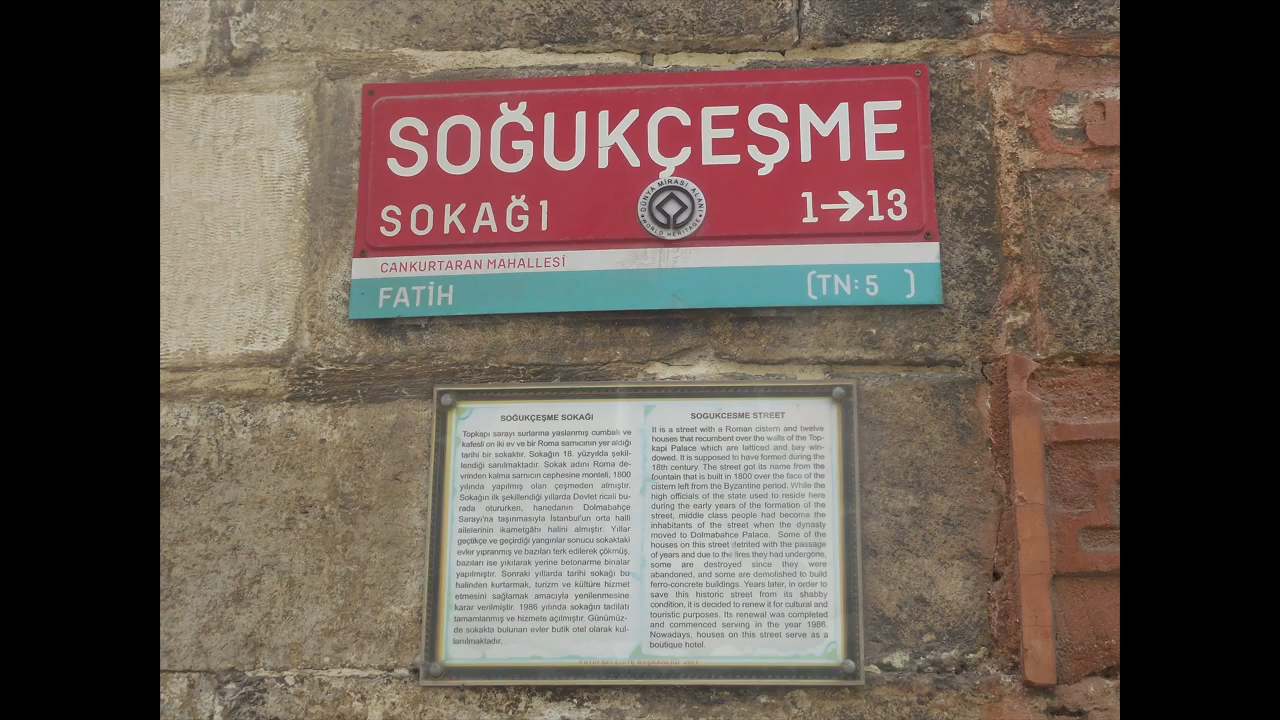 SOĞUKÇEŞME
SOKAĞI
DÜNYA MİRASI ALANI
WORLD HERITAGE
1→13
CANKURTARAN MAHALLESİ
FATİH
(TN: 5 )
SOĞUKÇEŞME SOKAĞI
Topkapı sarayı surlarına yaslanmış cumbalı ve
kafesli on iki ev ve bir Roma sarnıcının yer aldığı
tarihi bir sokaktır. Sokağın 18. yüzyılda şekil-
lendiği sanılmaktadır. Sokak adını Roma de-
vrinden kalma sarnıcın cephesine monteli, 1800
yılında yapılmış olan çeşmeden almıştır.
Sokağın ilk şekillendiği yıllarda Devlet ricali bu-
rada otururken, hanedanın Dolmabahçe
Sarayı'na taşınmasıyla İstanbul'un orta halli
ailelerinin ikametgâhı halini almıştır. Yıllar
geçtikçe ve geçirdiği yangınlar sonucu sokaktaki
evler yıpranmış ve bazıları terk edilerek çökmüş,
bazıları ise yıkılarak yerine betonarme binalar
yapılmıştır. Sonraki yıllarda tarihi sokağı bu
halinden kurtarmak, turizm ve kültüre hizmet
etmesini sağlamak amacıyla yenilenmesine
karar verilmiştir. 1986 yılında sokağın tadilatı
tamamlanmış ve hizmete açılmıştır. Günümüz-
de sokakta bulunan evler butik otel olarak kul-
lanılmaktadır.
SOGUKCESME STREET
It is a street with a Roman cistern and twelve
houses that recumbent over the walls of the Top-
kapi Palace which are latticed and bay win-
dowed. It is supposed to have formed during the
18th century. The street got its name from the
fountain that is built in 1800 over the face of the
cistern left from the Byzantine period. While the
high officials of the state used to reside here
during the early years of the formation of the
street, middle class people had become the
inhabitants of the street when the dynasty
moved to Dolmabahce Palace. Some of the
houses on this street detrited with the passage
of years and due to the fires they had undergone,
some are destroyed since they were
abandoned, and some are demolished to build
ferro-concrete buildings. Years later, in order to
save this historic street from its shabby
condition, it is decided to renew it for cultural and
touristic purposes. Its renewal was completed
and commenced serving in the year 1986.
Nowadays, houses on this street serve as a
boutique hotel.
FATİH BELEDİYE BAŞKANLIĞI